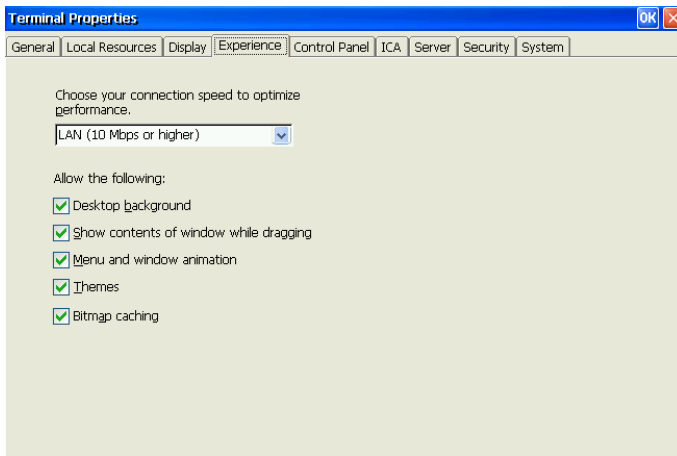 Terminal Properties OK
General Local Resources Display Experience Control Panel ICA Server Security System
Choose your connection speed to optimize
performance.
LAN (10 Mbps or higher)
Allow the following:
Desktop background
Show contents of window while dragging
Menu and window animation
Themes
Bitmap caching